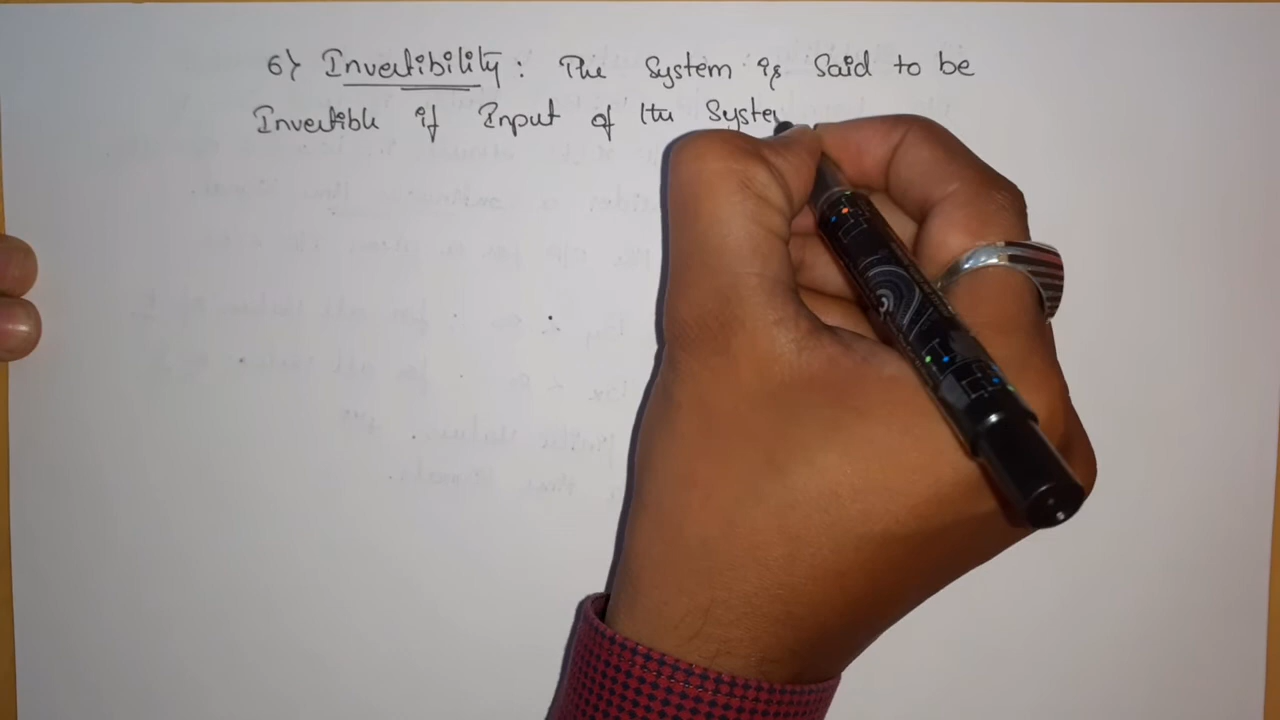 6) Invertibility : The System is Said to be
Invertible if Input of the Syste